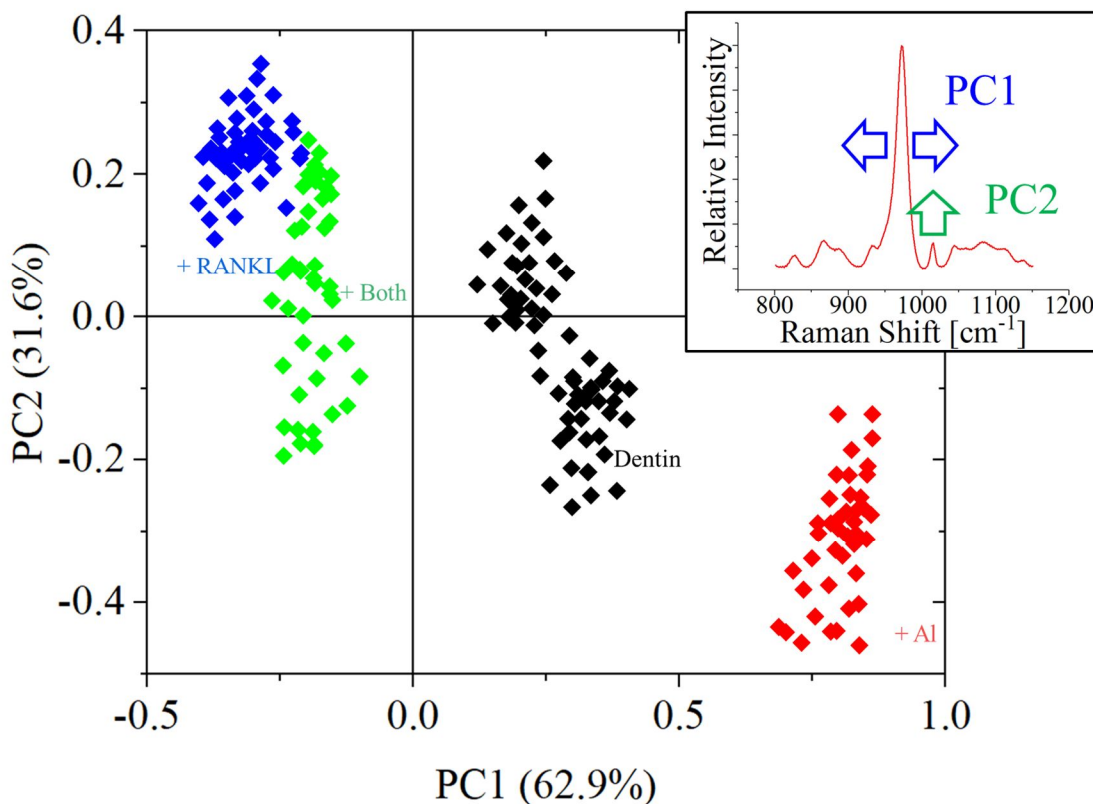 0.4
0.2
0.0
-0.2
-0.4
PC2 (31.6%)
-0.5
0.0
0.5
1.0
PC1 (62.9%)
+ RANKL
+ Both
Dentin
+ Al
Relative Intensity
PC1
PC2
800
900
1000
1100
1200
Raman Shift [cm⁻¹]